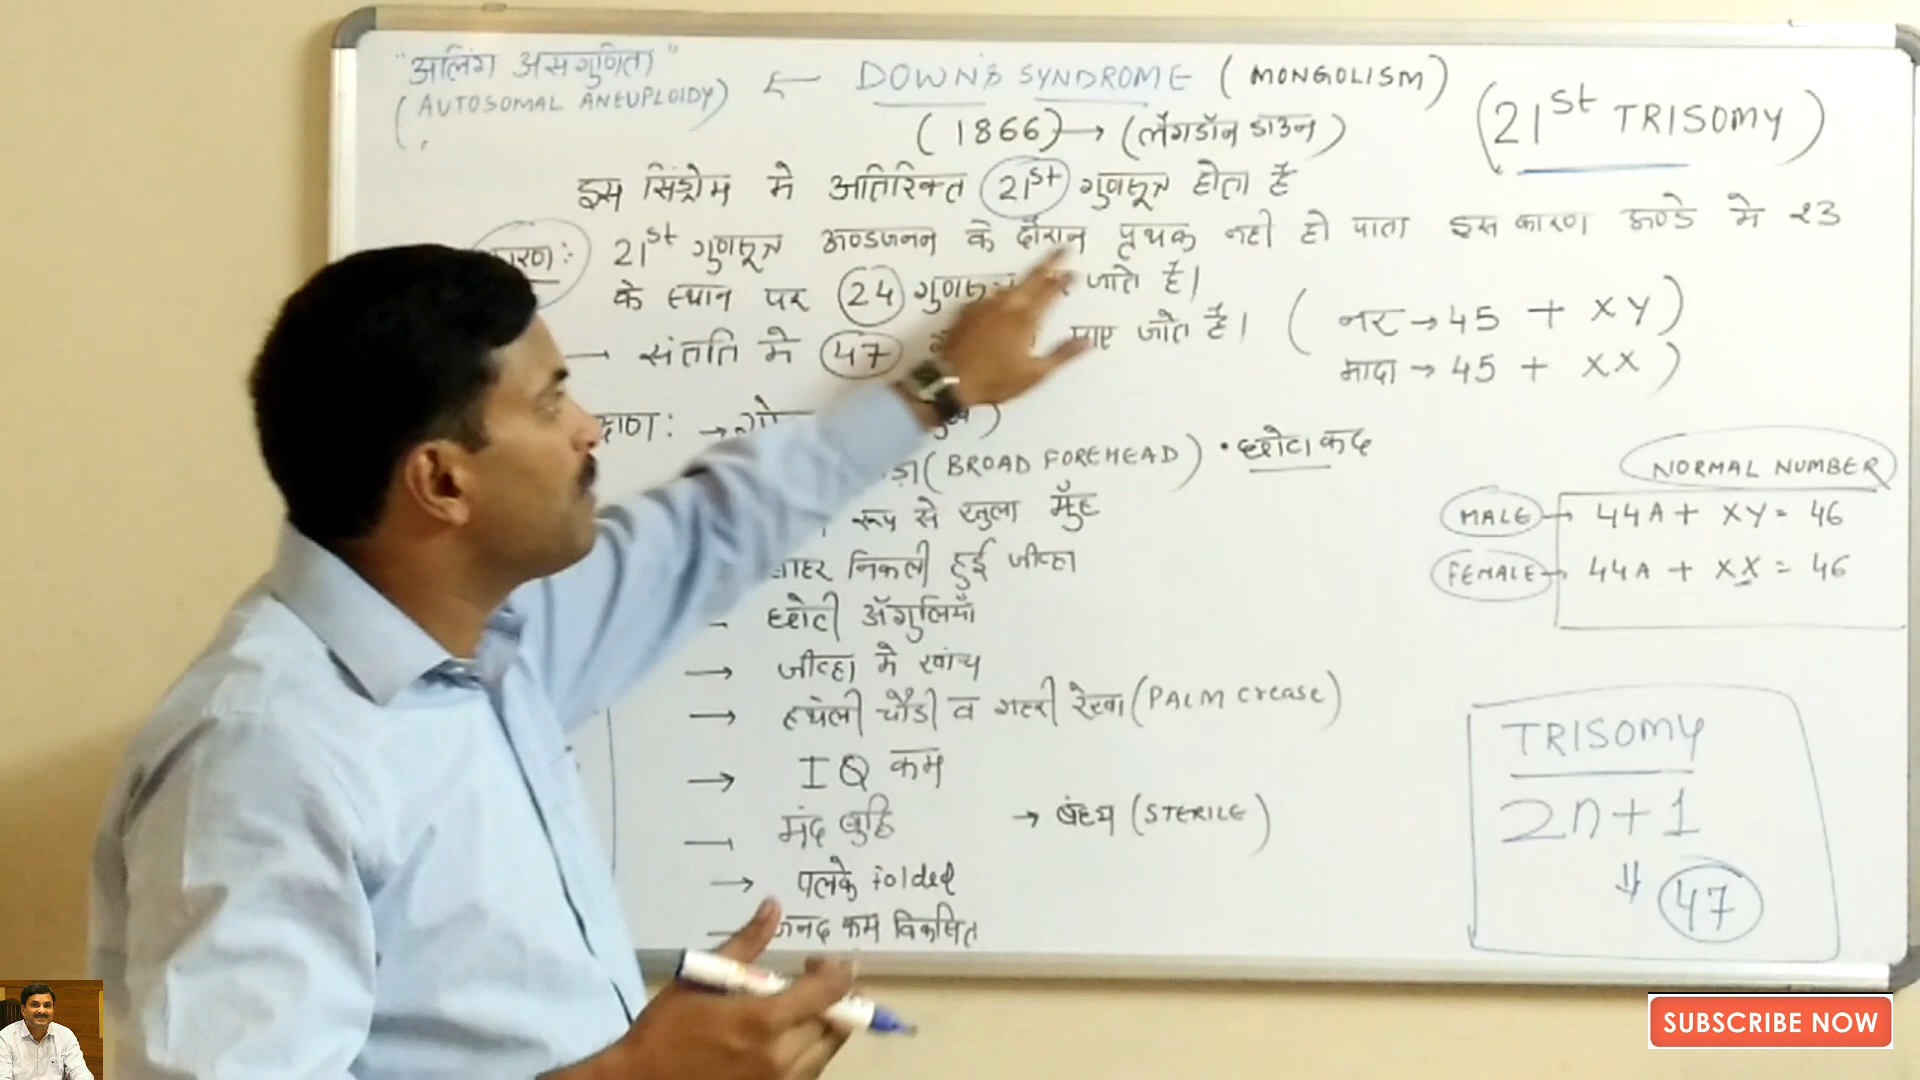 "अलिंग असगुणिता" ← DOWN'S SYNDROME (MONGOLISM)
(AUTOSOMAL ANEUPLOIDY)
(21st TRISOMY)
(1866) → (लैंगडॉन डाउन)
इस सिंड्रोम मे अतिरिक्त 21st गुणसूत्र होता है
21st गुणसूत्र अण्डजनन के दौरान पृथक नही हो पाता इस कारण अण्डे मे 23
के स्थान पर 24 जाते है।
→ संतति मे 47 पाए जाते है। (नर → 45 + XY)
मादा → 45 + XX)
(BROAD FOREHEAD) • छोटा कद
रूप से खुला मुँह
बाहर निकली हुई जीव्हा
छोटी अँगुलियाँ
→ जीव्हा मे खांच
→ हथेली चौडी व गहरी रेखा (PALM Crease)
→ IQ कम
मंद बुद्धि → बंध्य (STERILE)
→ पलके folded
जनद कम विकसित
NORMAL NUMBER
MALE → 44A + XY = 46
FEMALE → 44A + XX = 46
TRISOMY
2n+1
⇓ 47
SUBSCRIBE NOW